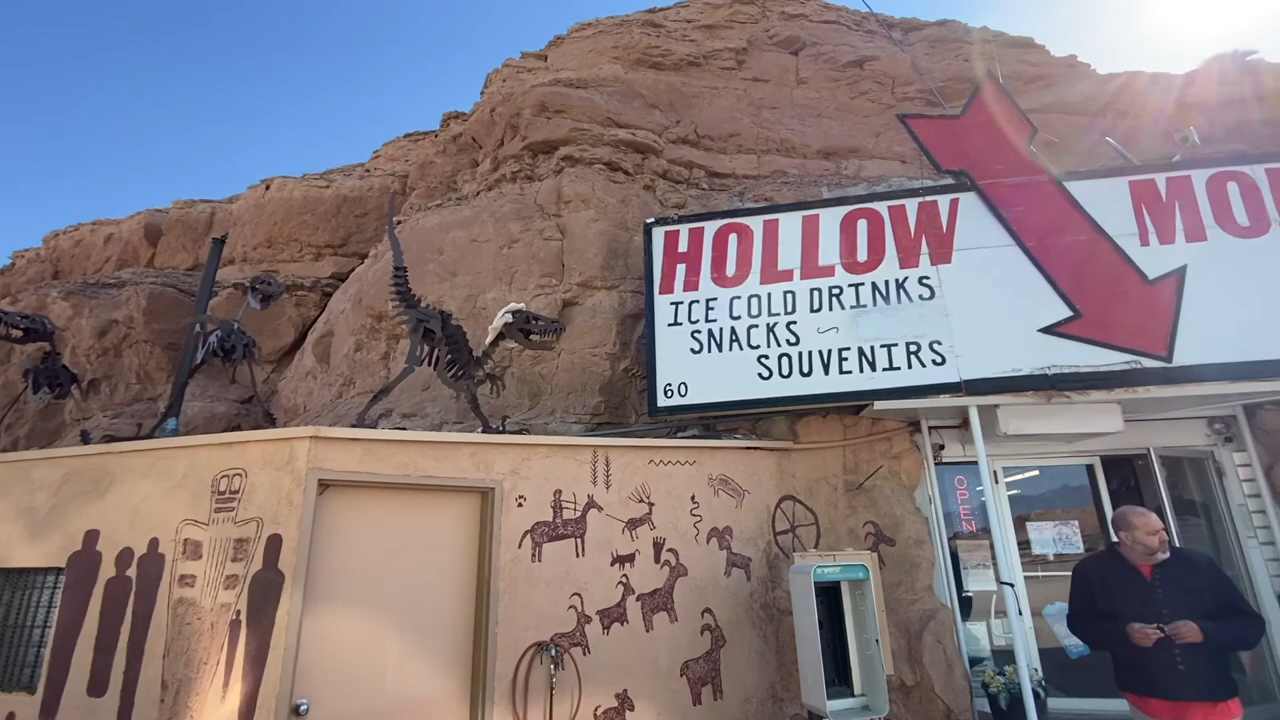 HOLLOW MO
ICE COLD DRINKS
SNACKS ~
SOUVENIRS
60
OPEN